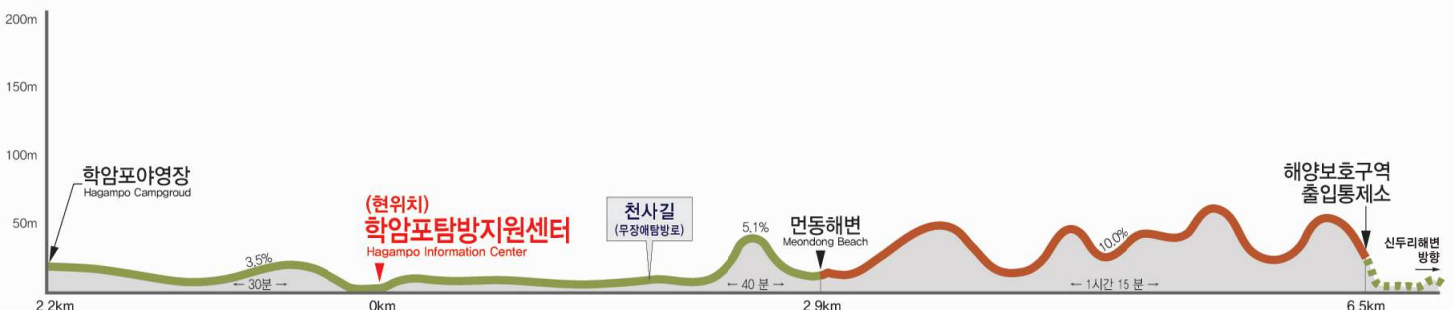 200m
150m
100m
50m
학암포야영장
Hagampo Campgroud
3.5%
← 30분 →
(현위치)
학암포탐방지원센터
Hagampo Information Center
천사길
(무장애탐방로)
5.1%
← 40 분 →
먼동해변
Meondong Beach
10.0%
← 1시간 15 분 →
해양보호구역
출입통제소
신두리해변
방향
2.2km
0km
2.9km
6.5km